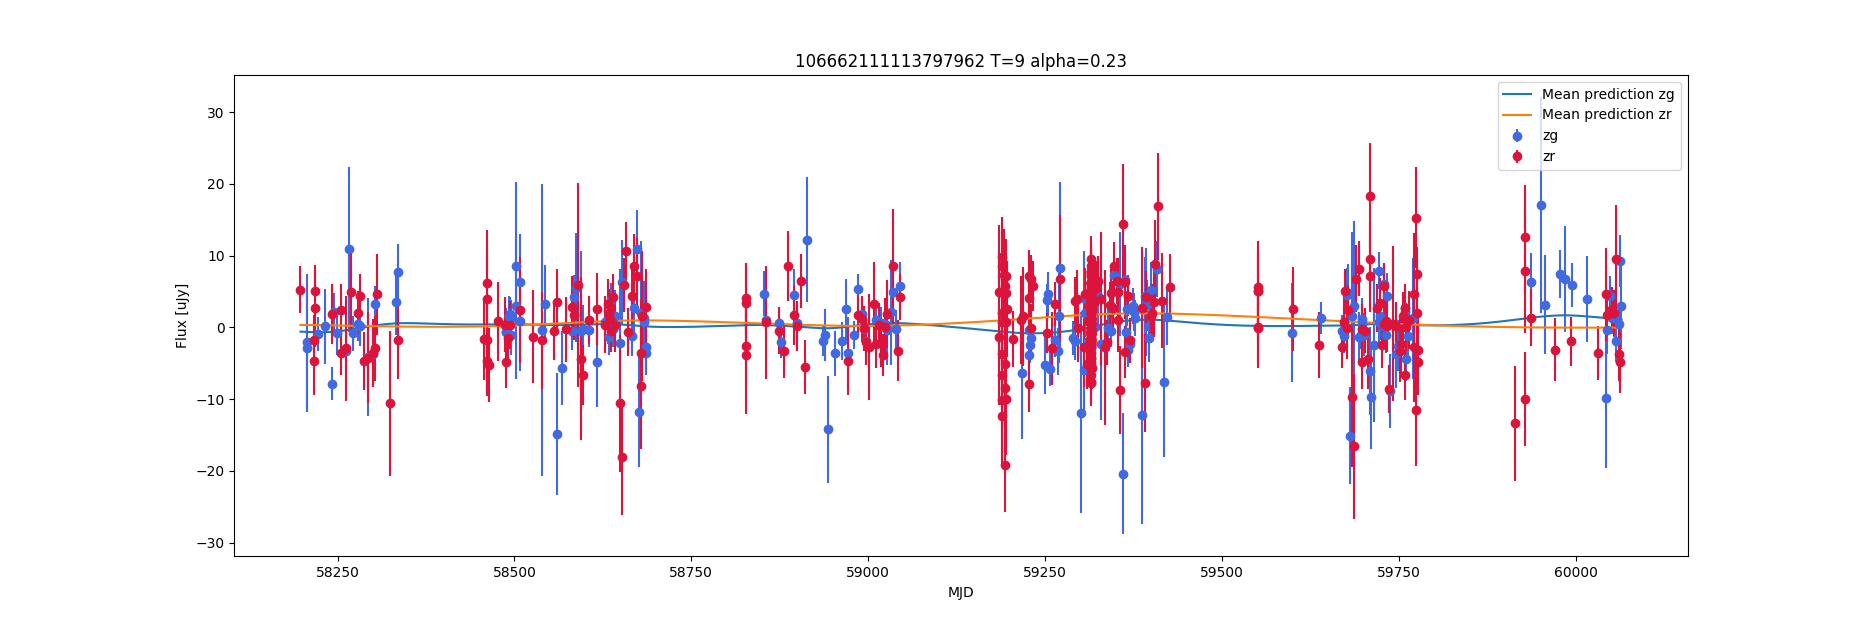 106662111113797962 T=9 alpha=0.23
Mean prediction zg
Mean prediction zr
zg
zr
Flux [uJy]
30
20
10
0
−10
−20
−30
58250 58500 58750 59000 59250 59500 59750 60000
MJD